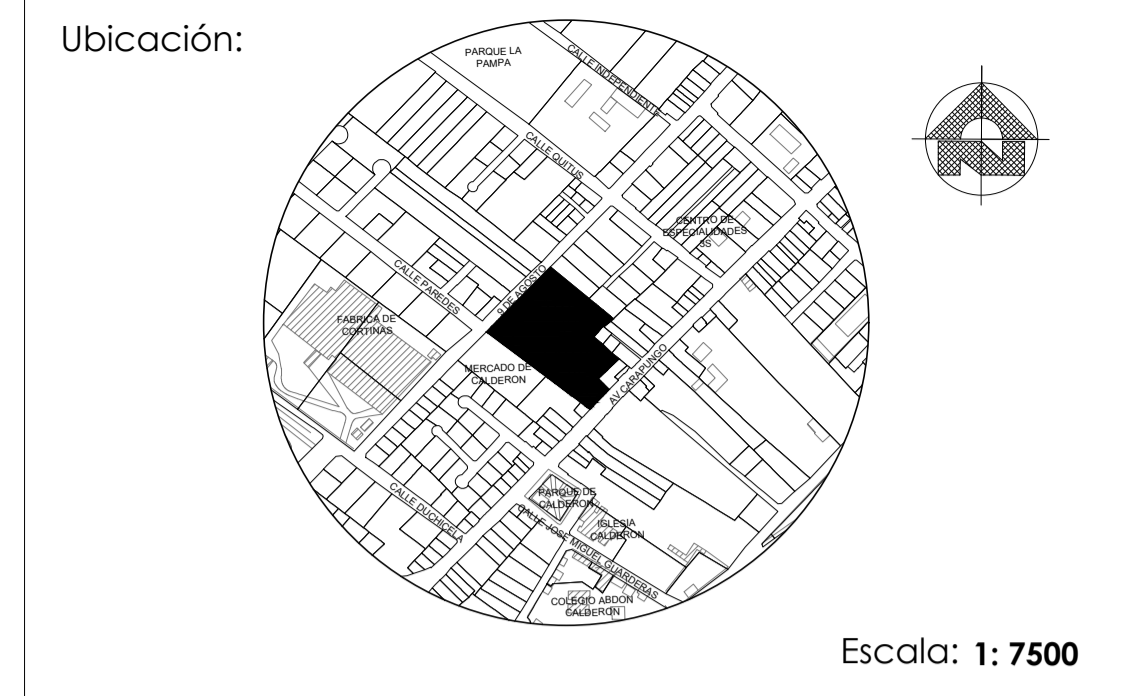 Ubicación:
PARQUE LA
PAMPA
CALLE INDEPENDIENTE
CALLE QUITUS
CENTRO DE
ESPECIALIDADES
3S
CALLE PAREDES
9 DE AGOSTO
FABRICA DE
CORTINAS
MERCADO DE
CALDERON
AV CARAPUNGO
CALLE DUCHICELA
PARQUE DE
CALDERON
IGLESIA
CALDERON
CALLE JOSE MIGUEL GUARDERAS
COLEGIO ABDON
CALDERON
Escala: 1: 7500